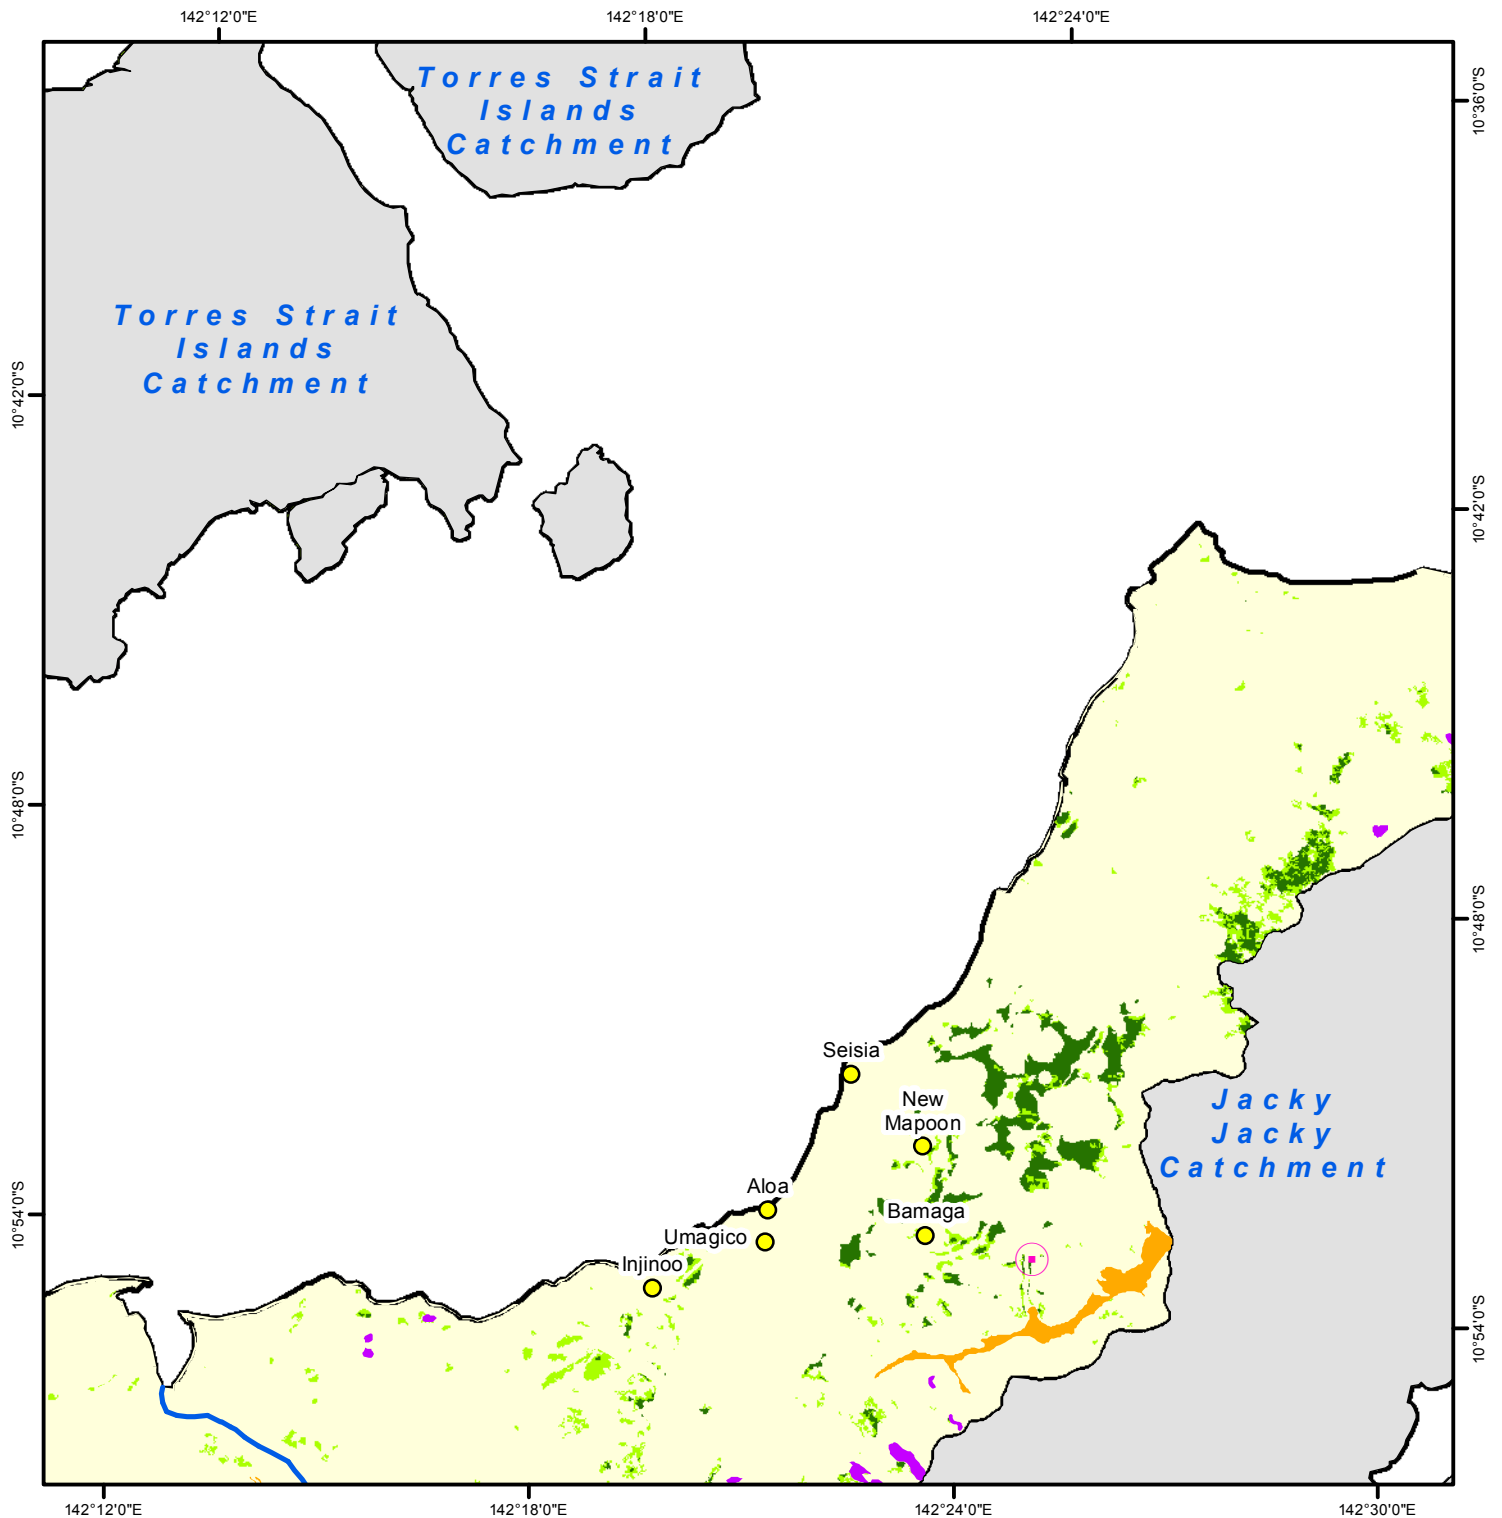 142°12'0"E
142°18'0"E
142°24'0"E
Torres Strait
Islands
Catchment
10°36'0"S
Torres Strait
Islands
Catchment
10°42'0"S
10°42'0"S
10°48'0"S
10°48'0"S
Seisia
New
Mapoon
Jacky
Jacky
Catchment
Aloa
Bamaga
Umagico
10°54'0"S
Injinoo
10°54'0"S
142°12'0"E
142°18'0"E
142°24'0"E
142°30'0"E